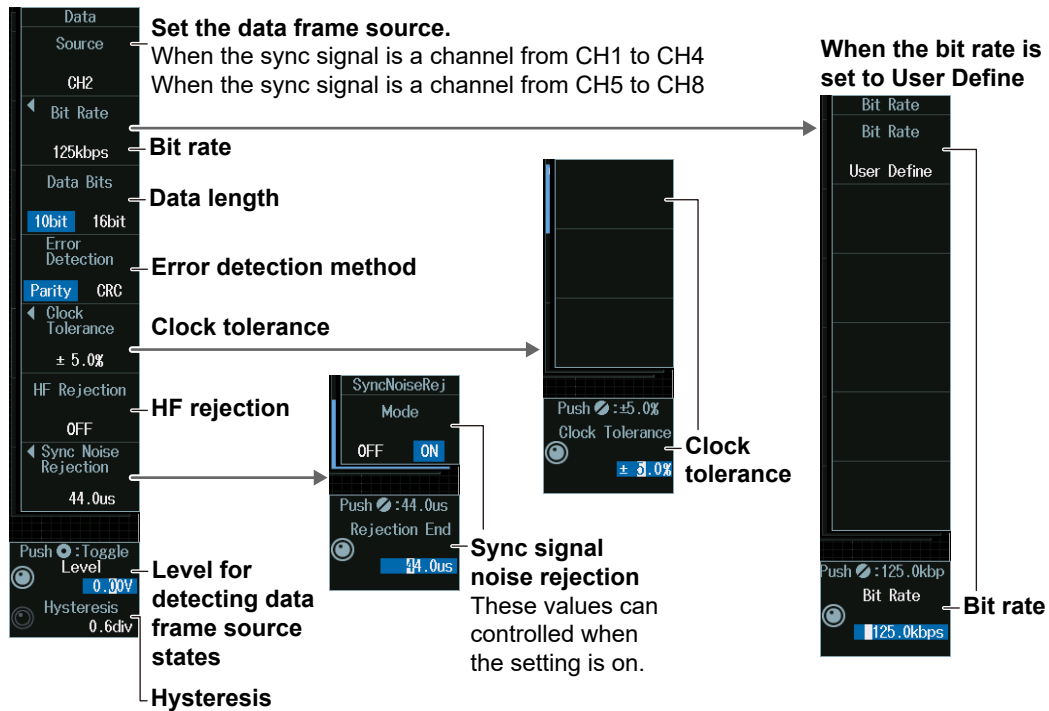 Data
Source
CH2
Bit Rate
125kbps
Data Bits
10bit 16bit
Error
Detection
Parity CRC
Clock
Tolerance
± 5.0%
HF Rejection
OFF
Sync Noise
Rejection
44.0us
Push :Toggle
Level
0.00V
Hysteresis
0.6div
Set the data frame source.
When the sync signal is a channel from CH1 to CH4
When the sync signal is a channel from CH5 to CH8
Bit rate
Data length
Error detection method
Clock tolerance
HF rejection
Level for
detecting data
frame source
states
Hysteresis
SyncNoiseRej
Mode
OFF ON
Push :44.0us
Rejection End
44.0us
Sync signal
noise rejection
These values can
controlled when
the setting is on.
Push :±5.0%
Clock Tolerance
± 5.0%
Clock
tolerance
When the bit rate is
set to User Define
Bit Rate
Bit Rate
User Define
Push :125.0kbp
Bit Rate
125.0kbps
Bit rate